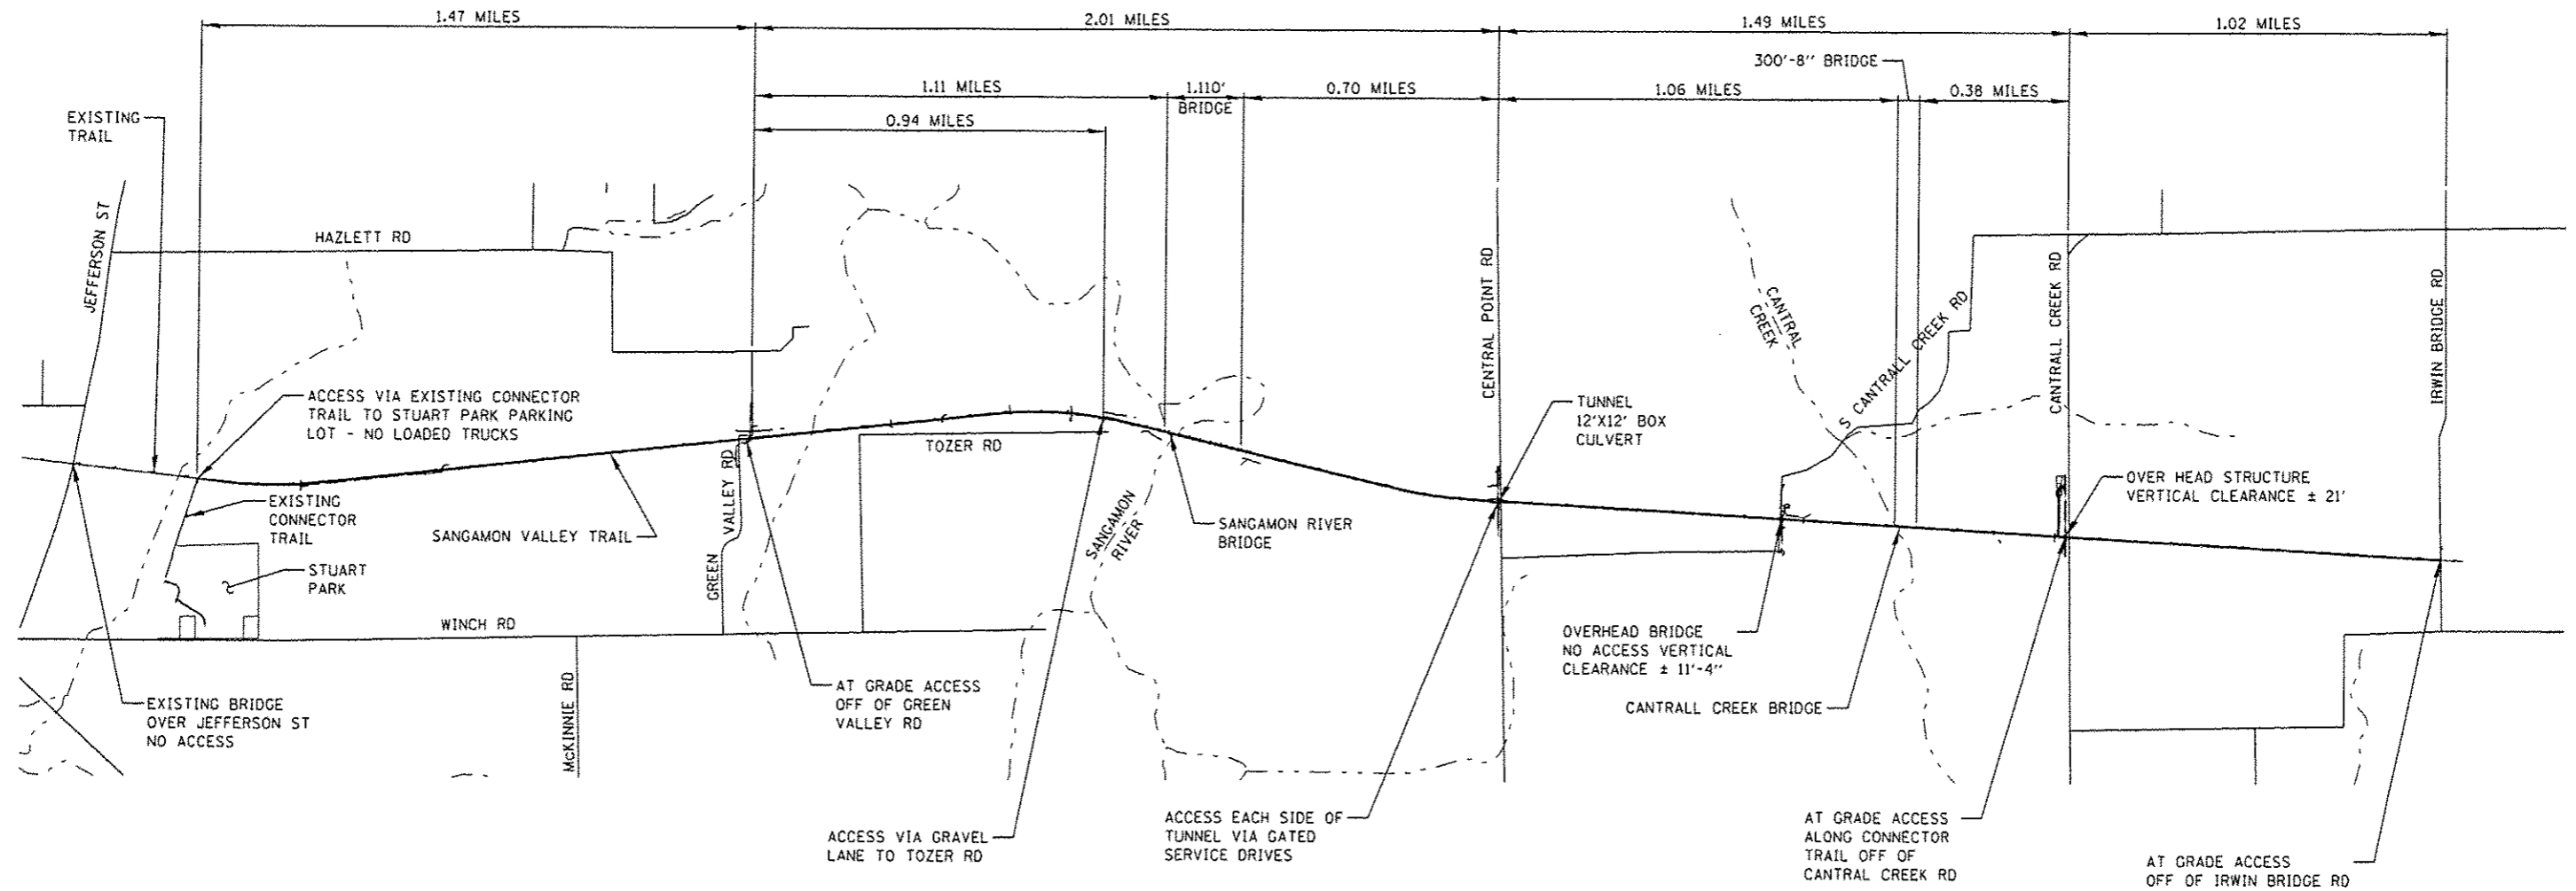 1.47 MILES
2.01 MILES
1.49 MILES
1.02 MILES
300'-8" BRIDGE
1.11 MILES
1.110'
BRIDGE
0.70 MILES
1.06 MILES
0.38 MILES
0.94 MILES
EXISTING
TRAIL
JEFFERSON ST
HAZLETT RD
CENTRAL POINT RD
CANTRAL
CREEK
S CANTRALL CREEK RD
CANTRALL CREEK RD
IRWIN BRIDGE RD
ACCESS VIA EXISTING CONNECTOR
TRAIL TO STUART PARK PARKING
LOT - NO LOADED TRUCKS
TUNNEL
12'X12' BOX
CULVERT
TOZER RD
GREEN VALLEY RD
SANGAMON
RIVER
OVER HEAD STRUCTURE
VERTICAL CLEARANCE ± 21'
EXISTING
CONNECTOR
TRAIL
SANGAMON VALLEY TRAIL
SANGAMON RIVER
BRIDGE
STUART
PARK
WINCH RD
OVERHEAD BRIDGE
NO ACCESS VERTICAL
CLEARANCE ± 11'-4"
McKINNIE RD
EXISTING BRIDGE
OVER JEFFERSON ST
NO ACCESS
AT GRADE ACCESS
OFF OF GREEN
VALLEY RD
CANTRALL CREEK BRIDGE
ACCESS VIA GRAVEL
LANE TO TOZER RD
ACCESS EACH SIDE OF
TUNNEL VIA GATED
SERVICE DRIVES
AT GRADE ACCESS
ALONG CONNECTOR
TRAIL OFF OF
CANTRAL CREEK RD
AT GRADE ACCESS
OFF OF IRWIN BRIDGE RD